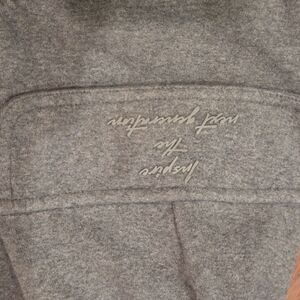 Inspire
The
next generation